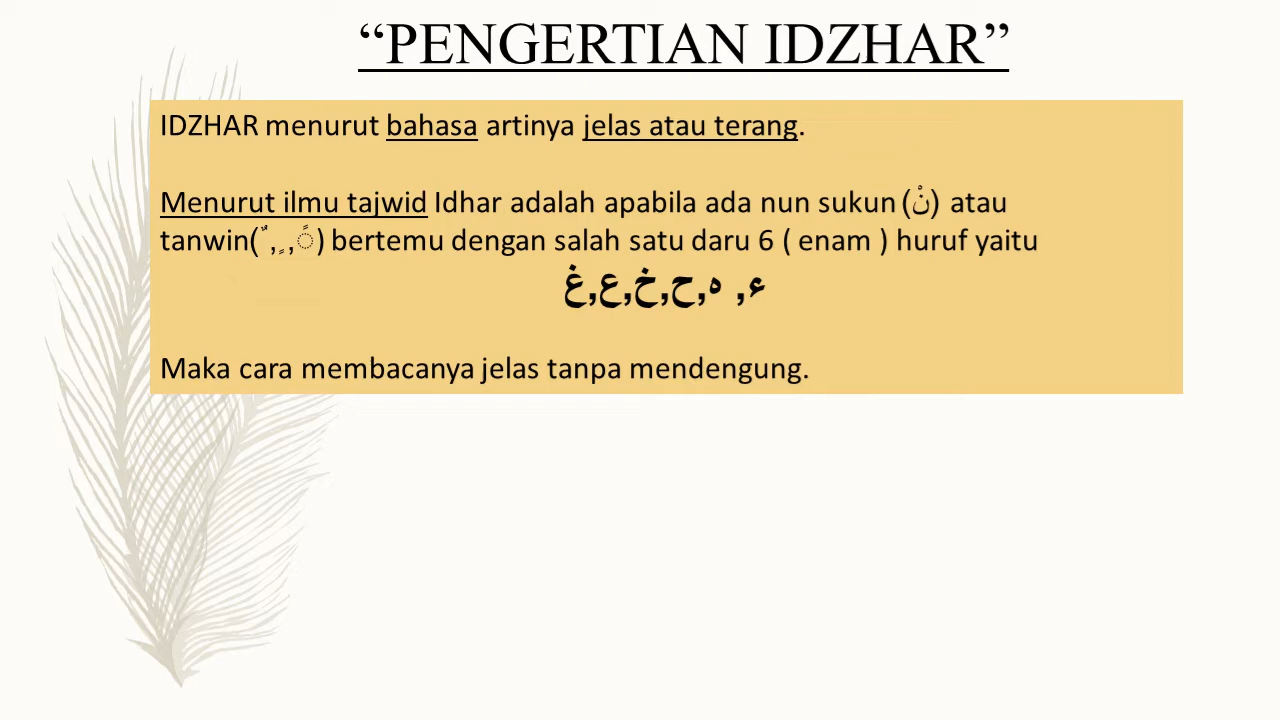 “PENGERTIAN IDZHAR”
IDZHAR menurut bahasa artinya jelas atau terang.
Menurut ilmu tajwid Idhar adalah apabila ada nun sukun (نْ) atau
tanwin( ٌ, ٍ, ً) bertemu dengan salah satu daru 6 ( enam ) huruf yaitu
ء, ه,ح,خ,ع,غ
Maka cara membacanya jelas tanpa mendengung.